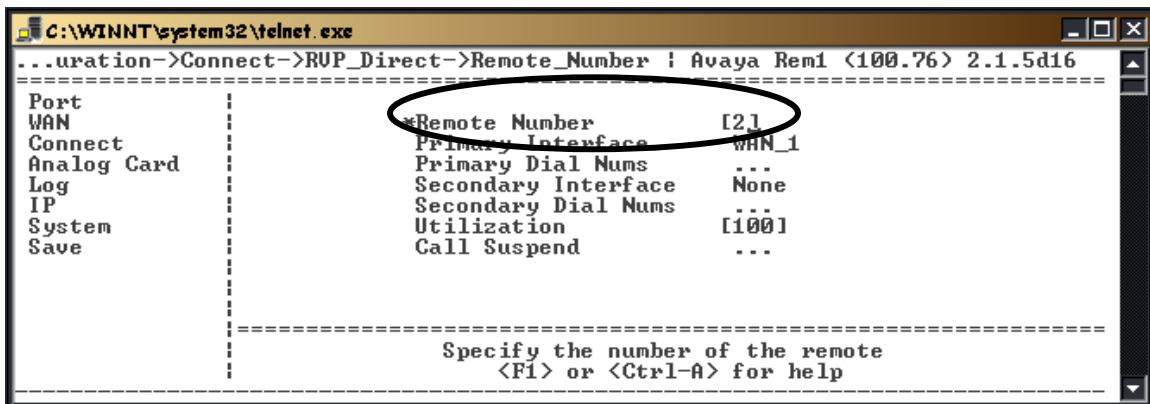 C:\WINNT\system32\telnet.exe
...uration->Connect->RVP_Direct->Remote_Number | Avaya Rem1 (100.76) 2.1.5d16
Port
WAN
Connect
Analog Card
Log
IP
System
Save
*Remote Number [2]
Primary Interface WAN_1
Primary Dial Nums ...
Secondary Interface None
Secondary Dial Nums ...
Utilization [100]
Call Suspend ...
Specify the number of the remote
<F1> or <Ctrl-A> for help